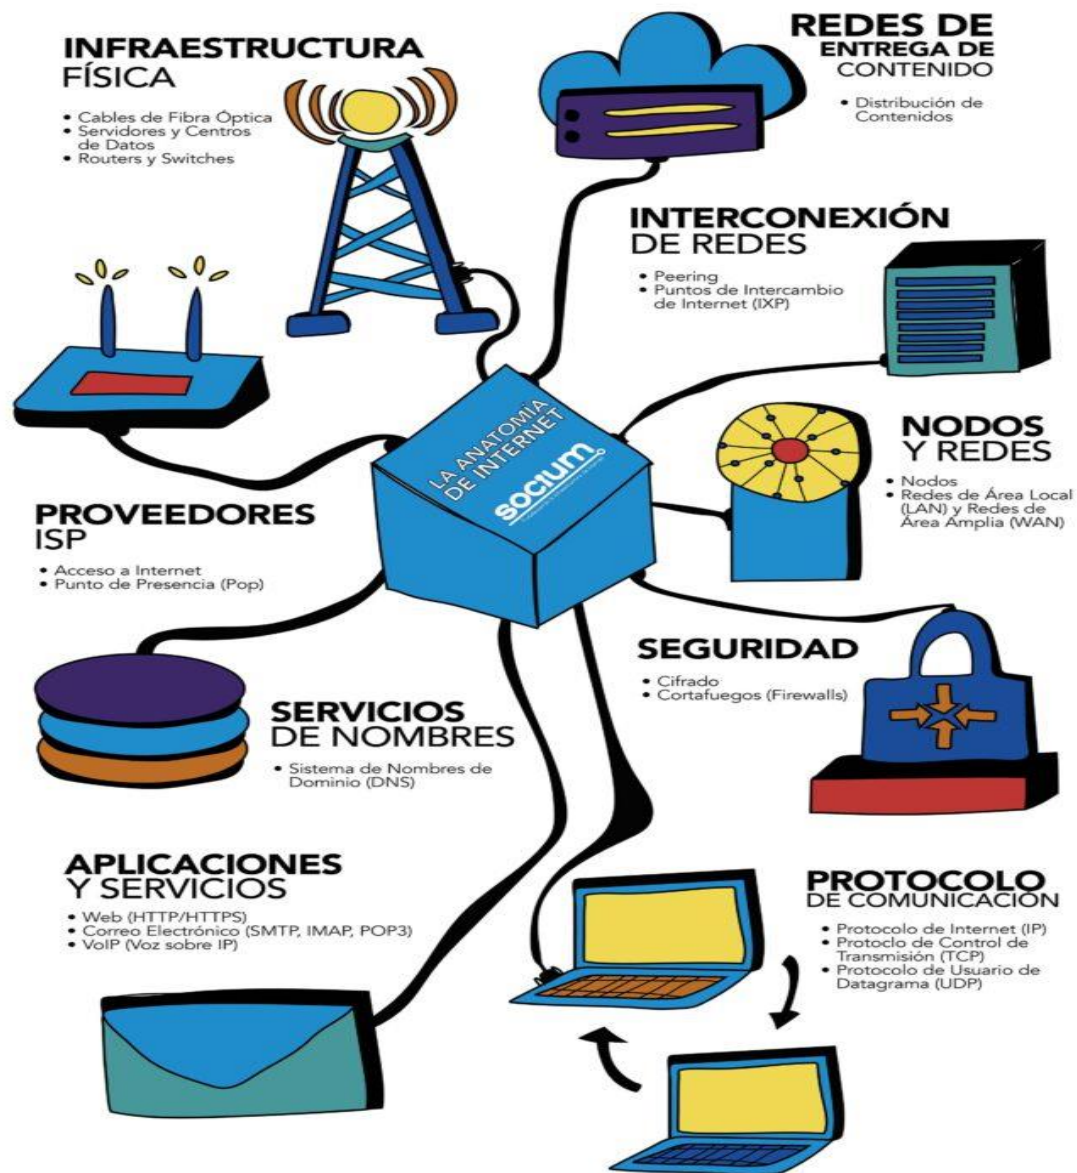 INFRAESTRUCTURA
FÍSICA
• Cables de Fibra Óptica
• Servidores y Centros
de Datos
• Routers y Switches
REDES DE
ENTREGA DE
CONTENIDO
• Distribución de
Contenidos
INTERCONEXIÓN
DE REDES
• Peering
• Puntos de Intercambio
de Internet (IXP)
LA ANATOMÍA
DE INTERNET
socium
NODOS
Y REDES
• Nodos
• Redes de Área Local
(LAN) y Redes de
Área Amplia (WAN)
PROVEEDORES
ISP
• Acceso a Internet
• Punto de Presencia (Pop)
SEGURIDAD
• Cifrado
• Cortafuegos (Firewalls)
SERVICIOS
DE NOMBRES
• Sistema de Nombres de
Dominio (DNS)
APLICACIONES
Y SERVICIOS
• Web (HTTP/HTTPS)
• Correo Electrónico (SMTP, IMAP, POP3)
• VoIP (Voz sobre IP)
PROTOCOLO
DE COMUNICACIÓN
• Protocolo de Internet (IP)
• Protoclo de Control de
Transmisión (TCP)
• Protocolo de Usuario de
Datagrama (UDP)